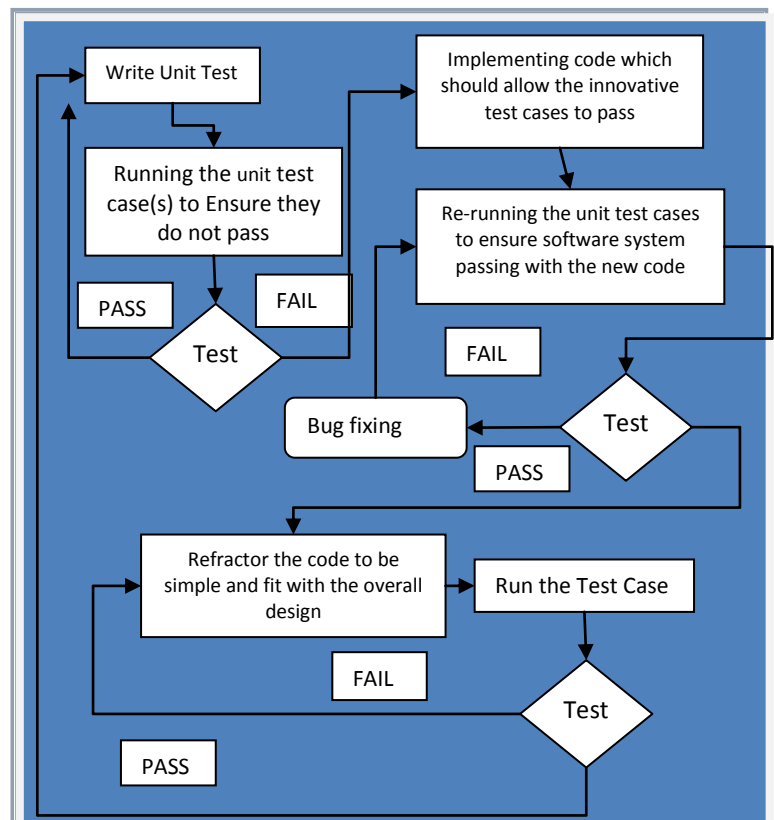 Write Unit Test
Running the unit test
case(s) to Ensure they
do not pass
PASS
FAIL
Test
Implementing code which
should allow the innovative
test cases to pass
Re-running the unit test cases
to ensure software system
passing with the new code
FAIL
Test
Bug fixing
PASS
Refractor the code to be
simple and fit with the overall
design
Run the Test Case
FAIL
Test
PASS